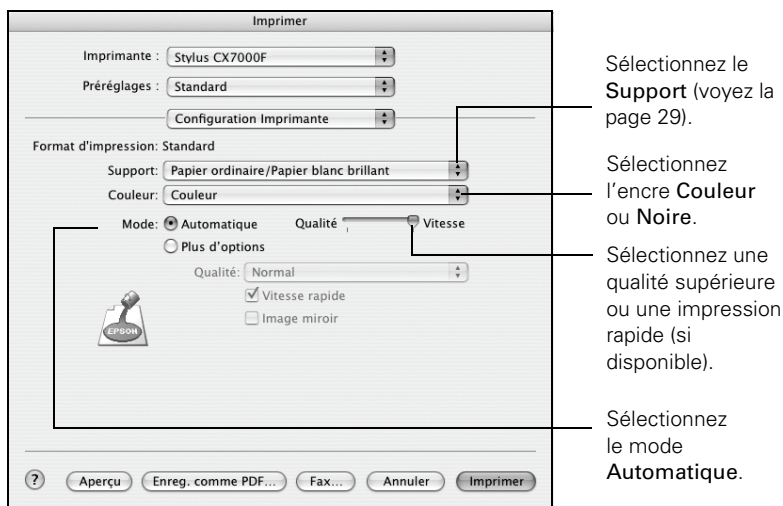 Imprimer
Imprimante : Stylus CX7000F
Préréglages : Standard
Configuration Imprimante
Format d'impression: Standard
Support: Papier ordinaire/Papier blanc brillant
Couleur: Couleur
Mode: Automatique Qualité Vitesse
Plus d'options
Qualité: Normal
Vitesse rapide
Image miroir
EPSON
? Aperçu Enreg. comme PDF... Fax... Annuler Imprimer
Sélectionnez le
Support (voyez la
page 29).
Sélectionnez
l'encre Couleur
ou Noire.
Sélectionnez une
qualité supérieure
ou une impression
rapide (si
disponible).
Sélectionnez
le mode
Automatique.